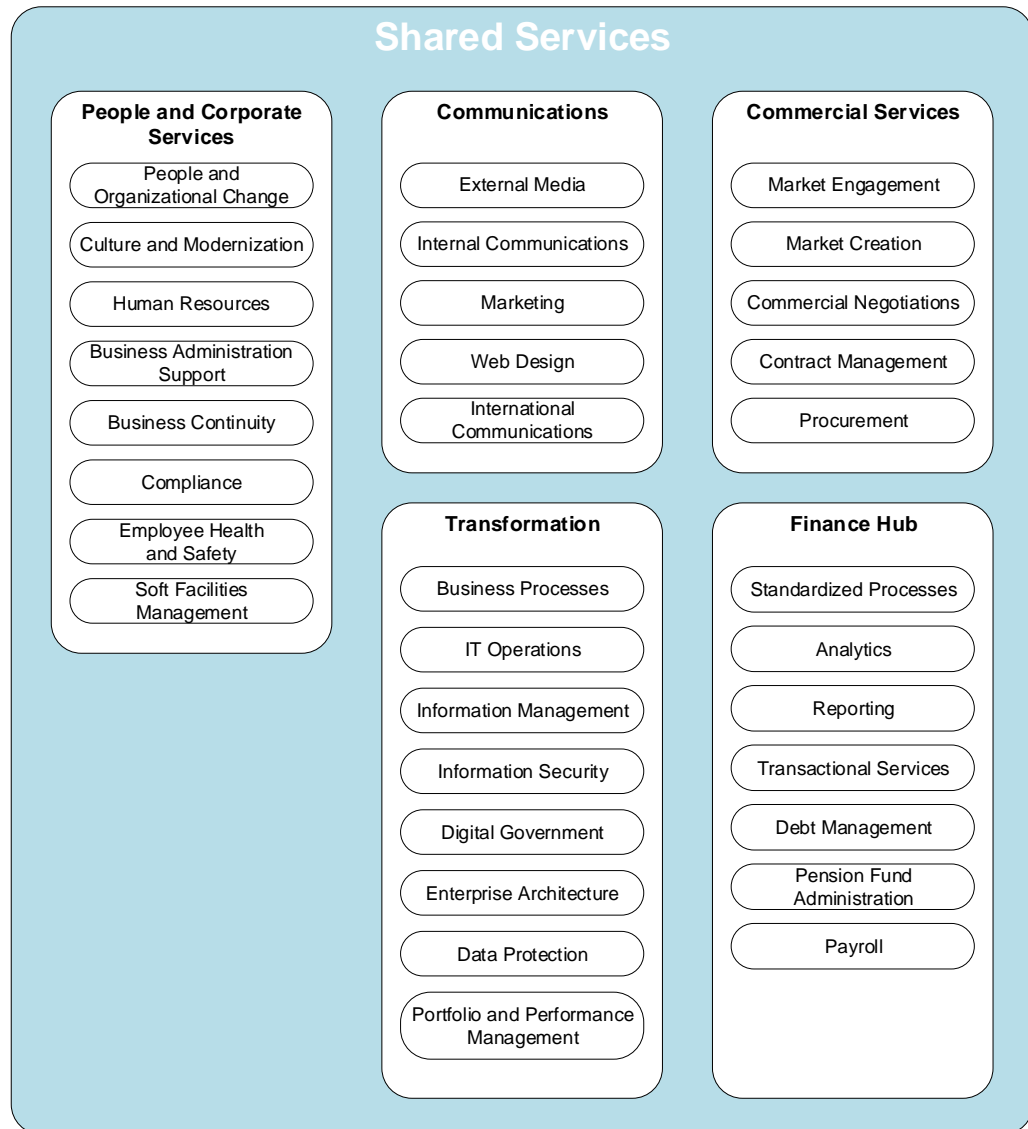 Shared Services
People and Corporate
Services
People and
Organizational Change
Culture and Modernization
Human Resources
Business Administration
Support
Business Continuity
Compliance
Employee Health
and Safety
Soft Facilities
Management
Communications
External Media
Internal Communications
Marketing
Web Design
International
Communications
Commercial Services
Market Engagement
Market Creation
Commercial Negotiations
Contract Management
Procurement
Transformation
Business Processes
IT Operations
Information Management
Information Security
Digital Government
Enterprise Architecture
Data Protection
Portfolio and Performance
Management
Finance Hub
Standardized Processes
Analytics
Reporting
Transactional Services
Debt Management
Pension Fund
Administration
Payroll